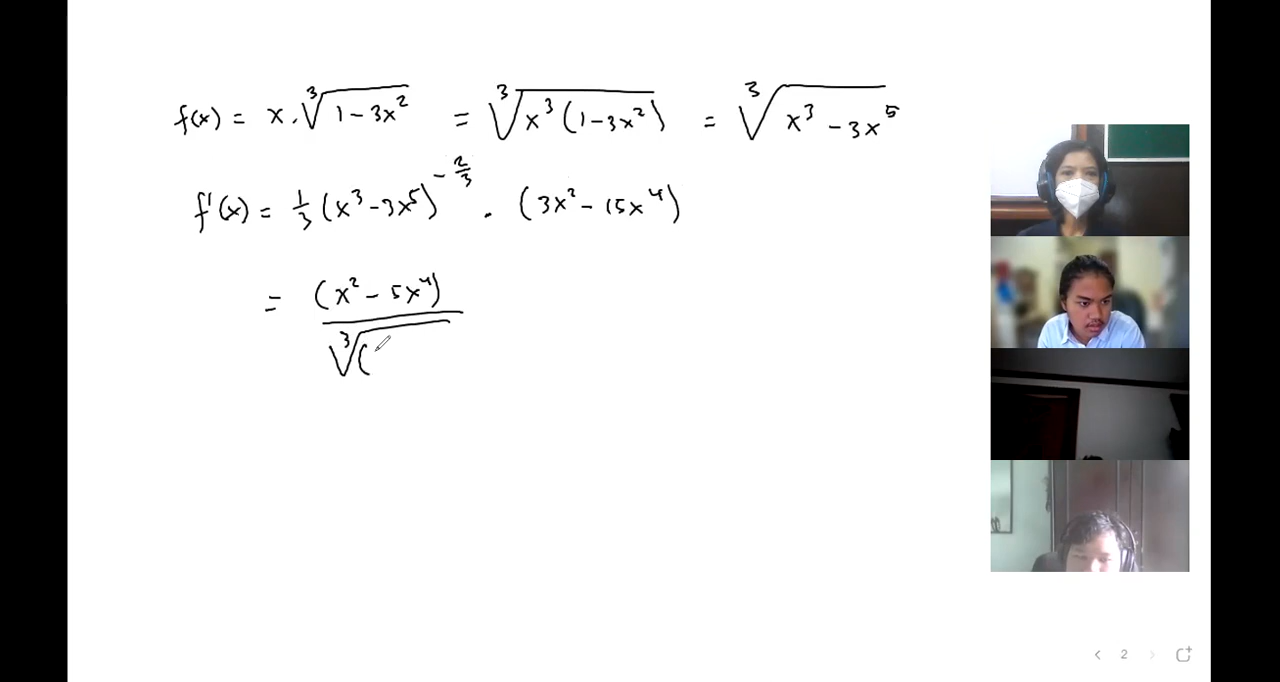 f(x) = x . ∛(1 - 3x²) = ∛(x³ (1 - 3x²)) = ∛(x³ - 3x⁵)
f'(x) = 1/3 (x³ - 3x⁵)^(-2/3) . (3x² - 15x⁴)
= (x² - 5x⁴) / ∛(
2